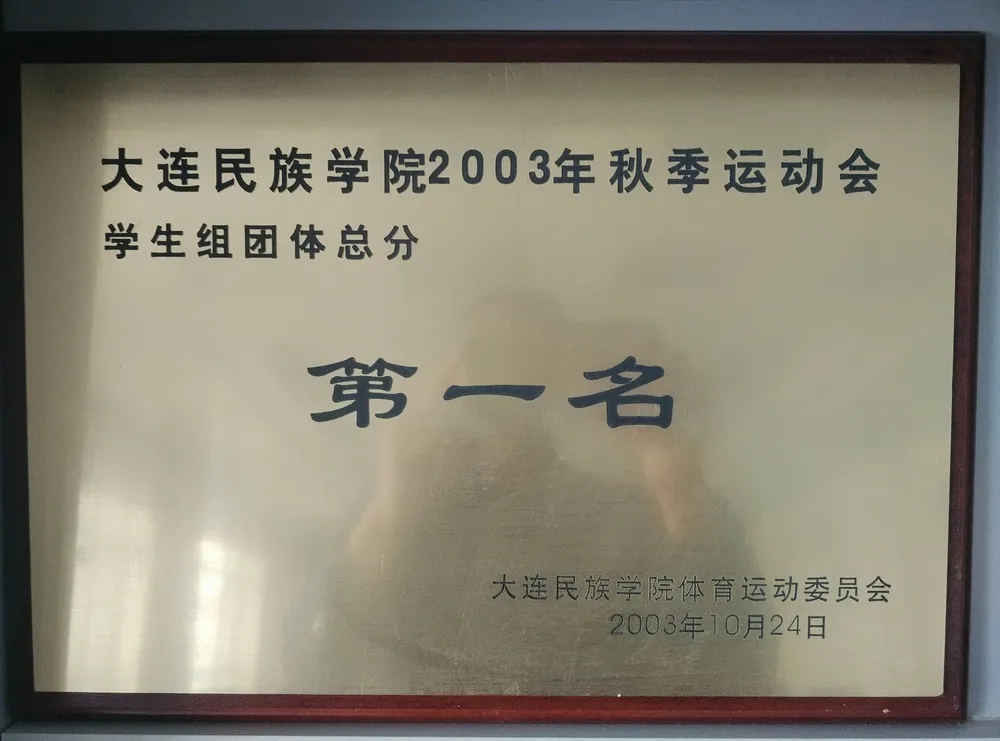 大连民族学院2003年秋季运动会
学生组团体总分
第一名
大连民族学院体育运动委员会
2003年10月24日